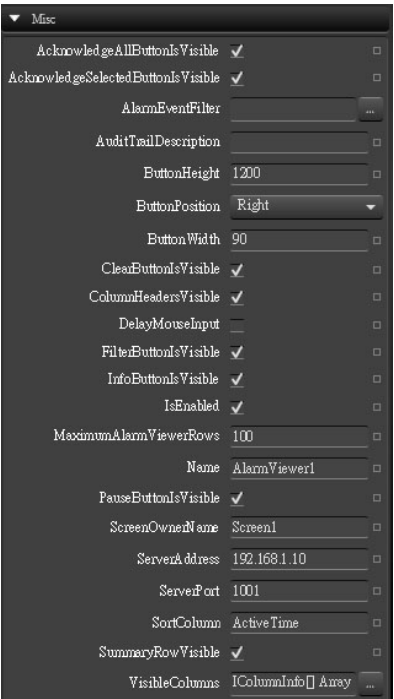 Misc
AcknowledgeAllButtonIsVisible
AcknowledgeSelectedButtonIsVisible
AlarmEventFilter ...
AuditTrailDescription
ButtonHeight 1200
ButtonPosition Right
ButtonWidth 90
ClearButtonIsVisible
ColumnHeadersVisible
DelayMouseInput
FilterButtonIsVisible
InfoButtonIsVisible
IsEnabled
MaximumAlarmViewerRows 100
Name AlarmViewer1
PauseButtonIsVisible
ScreenOwnerName Screen1
ServerAddress 192.168.1.10
ServerPort 1001
SortColumn ActiveTime
SummaryRowVisible
VisibleColumns IColumnInfo[] Array ...